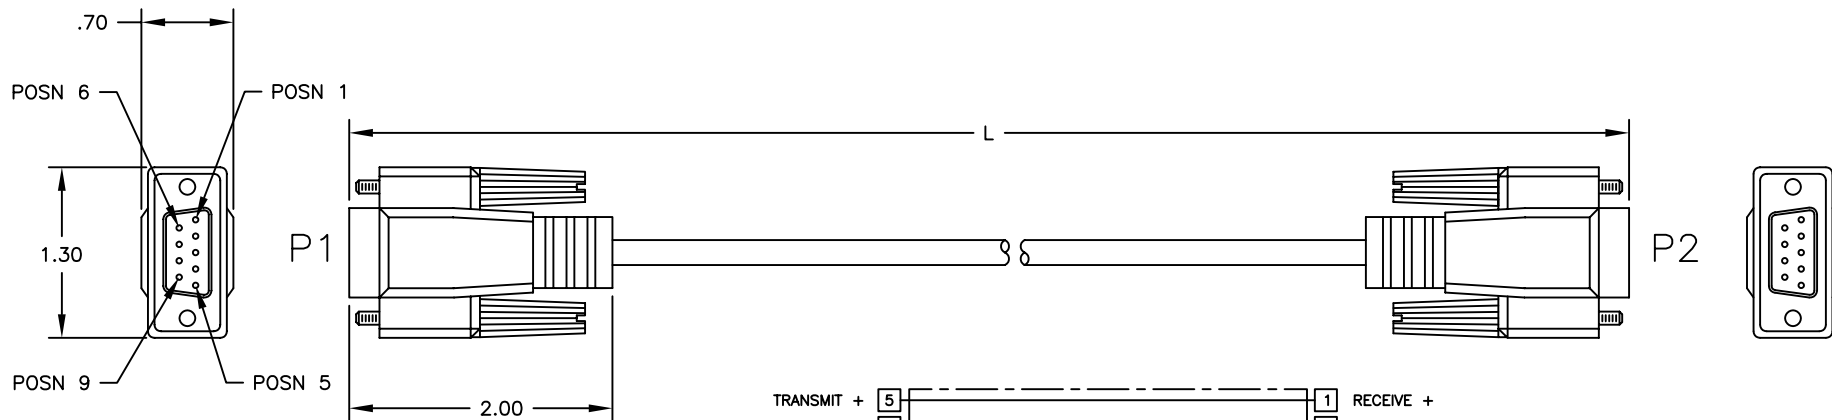 .70
POSN 6
POSN 1
L
1.30
P1
P2
POSN 9
POSN 5
2.00
TRANSMIT + 5 1 RECEIVE +